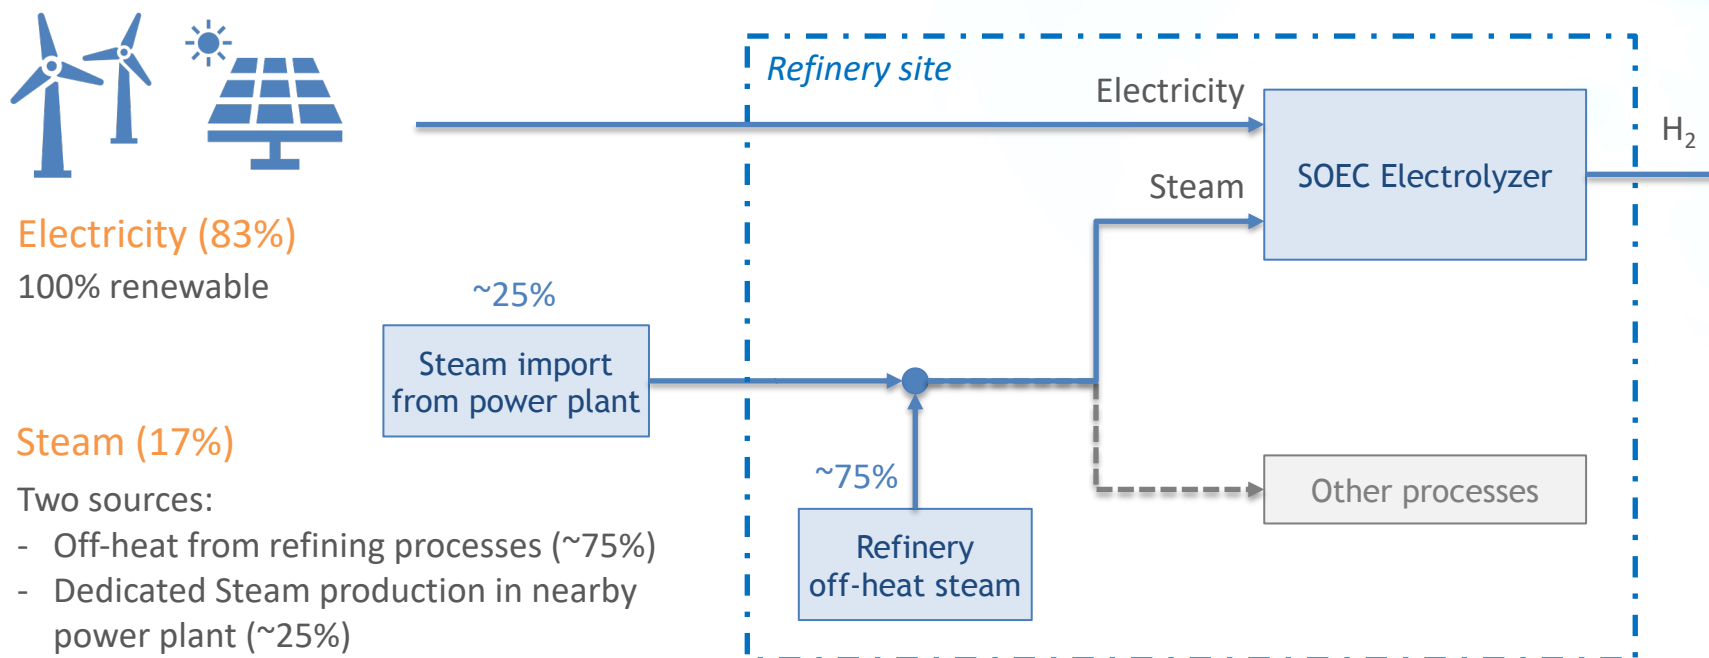 Refinery site
Electricity
H₂
SOEC Electrolyzer
Steam
Electricity (83%)
100% renewable
~25%
Steam import
from power plant
Steam (17%)
~75%
Two sources:
- Off-heat from refining processes (~75%)
- Dedicated Steam production in nearby
power plant (~25%)
Refinery
off-heat steam
Other processes